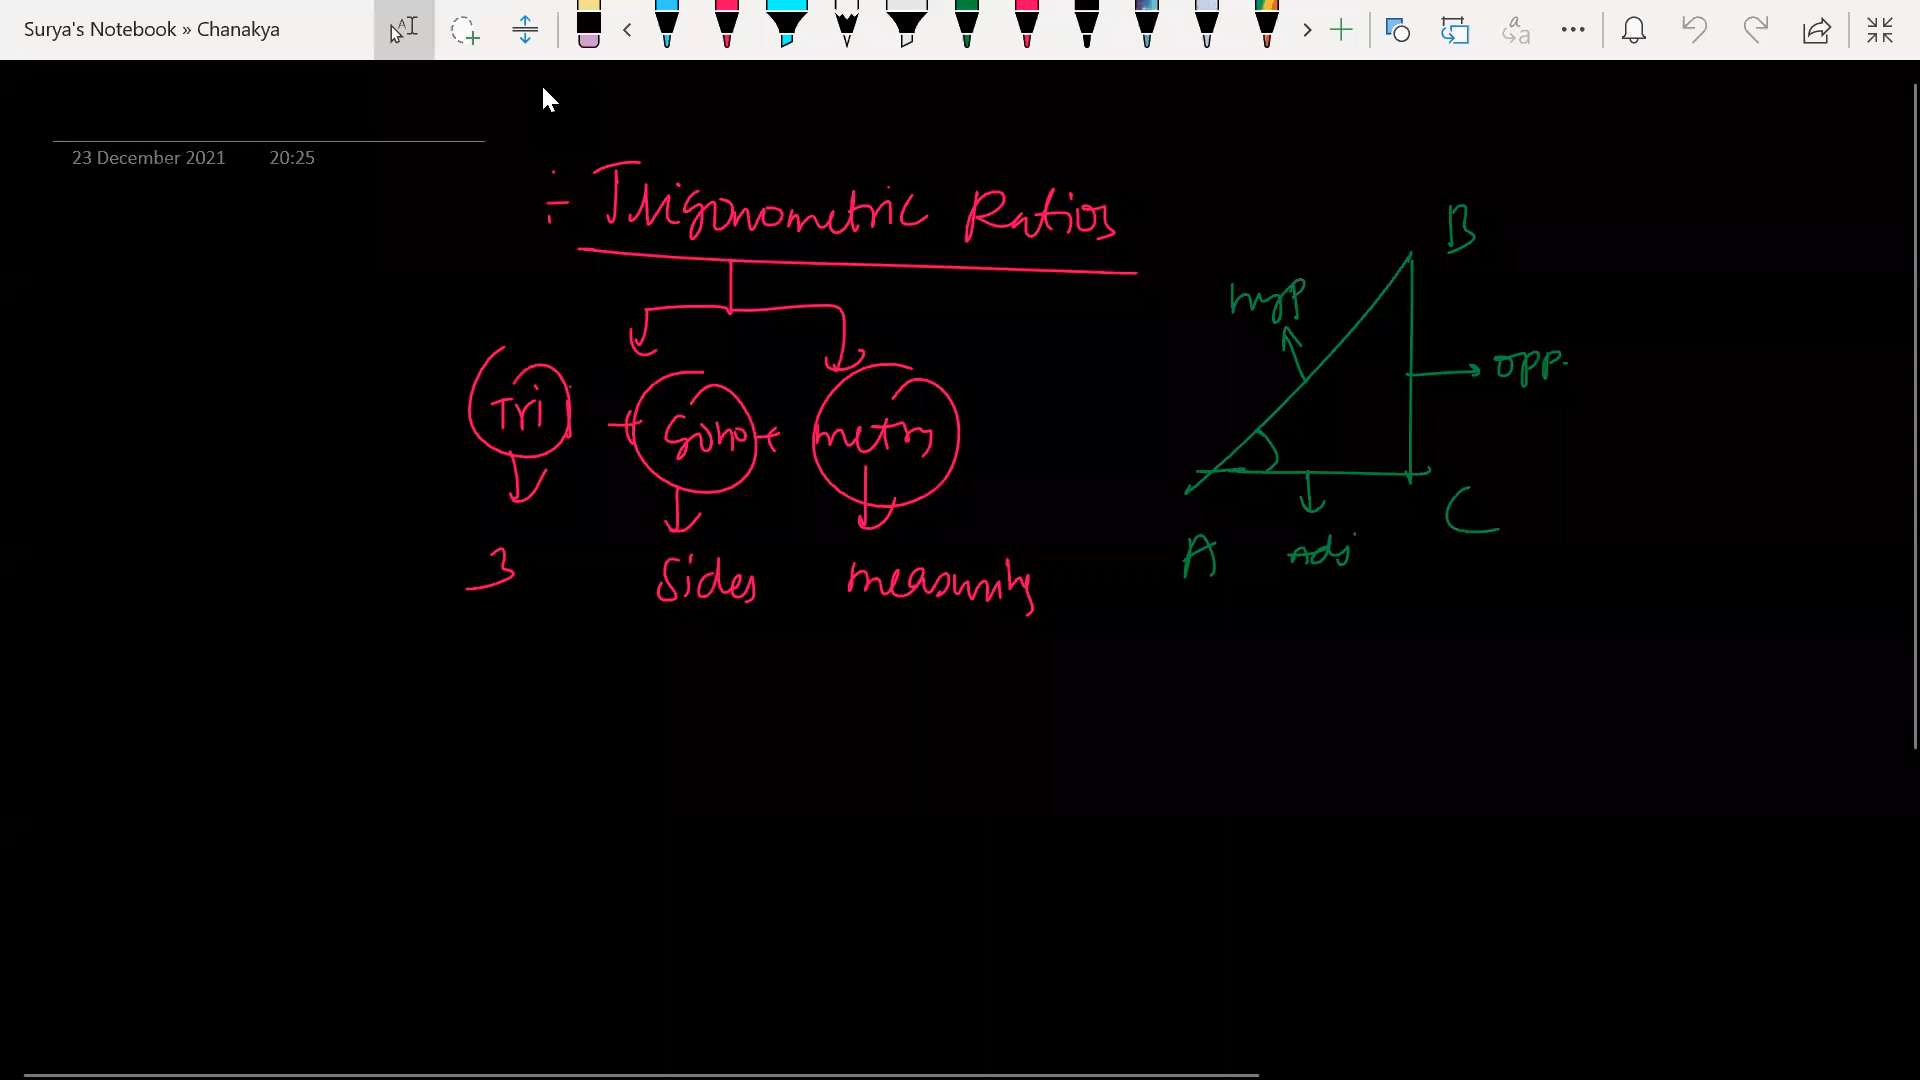 Surya's Notebook » Chanakya
23 December 2021 20:25
÷ Trigonometric Ratios
Tri + Gono + metry
3 Sides measuring
B
hyp
opp.
C
A Adj